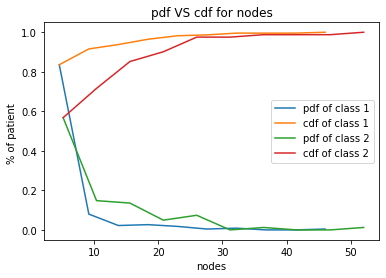 pdf VS cdf for nodes
1.0
0.8
0.6
0.4
0.2
0.0
% of patient
pdf of class 1
cdf of class 1
pdf of class 2
cdf of class 2
10
20
30
40
50
nodes